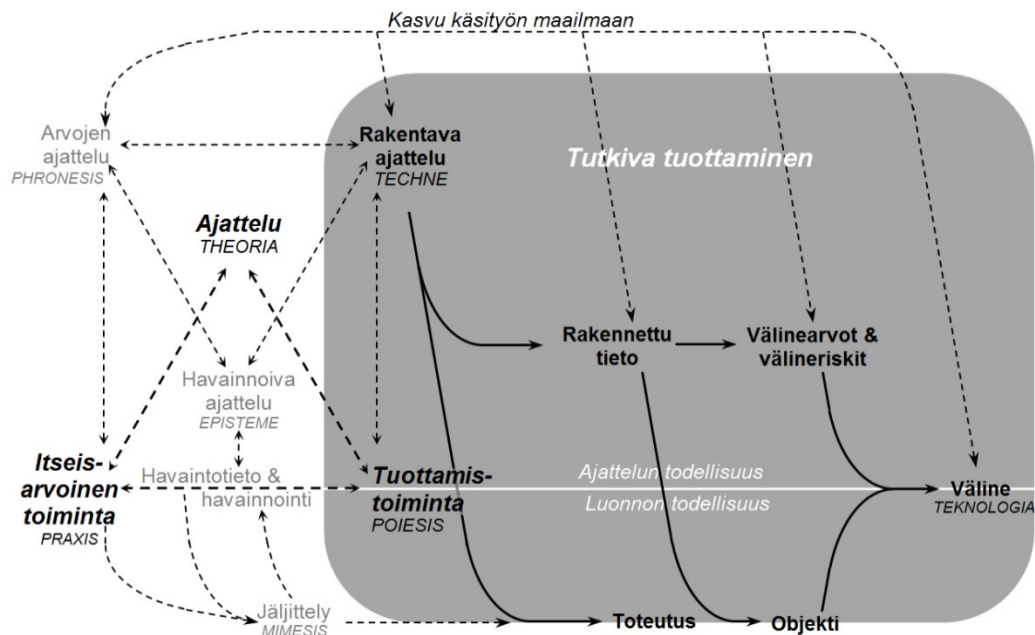 Kasvu käsityön maailmaan
Arvojen
ajattelu
PHRONESIS
Rakentava
ajattelu
TECHNE
Tutkiva tuottaminen
Ajattelu
THEORIA
Rakennettu
tieto
Välinearvot &
välineriskit
Havainnoiva
ajattelu
EPISTEME
Itseis-
arvoinen
toiminta
PRAXIS
Havaintotieto &
havainnointi
Tuottamis-
toiminta
POIESIS
Ajattelun todellisuus
Luonnon todellisuus
Väline
TEKNOLOGIA
Jäljittely
MIMESIS
Toteutus
Objekti